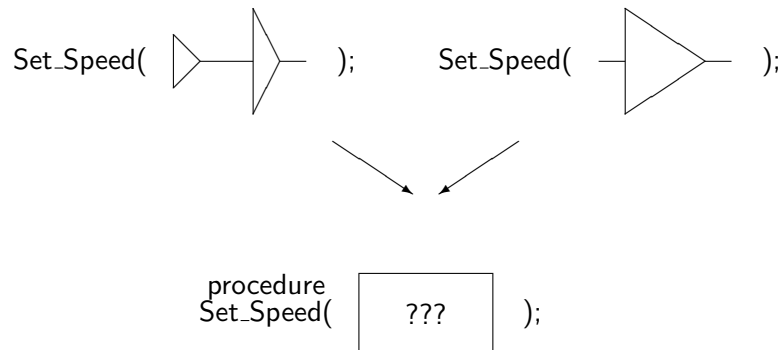 Set_Speed( );
Set_Speed( );
procedure
Set_Speed( ??? );